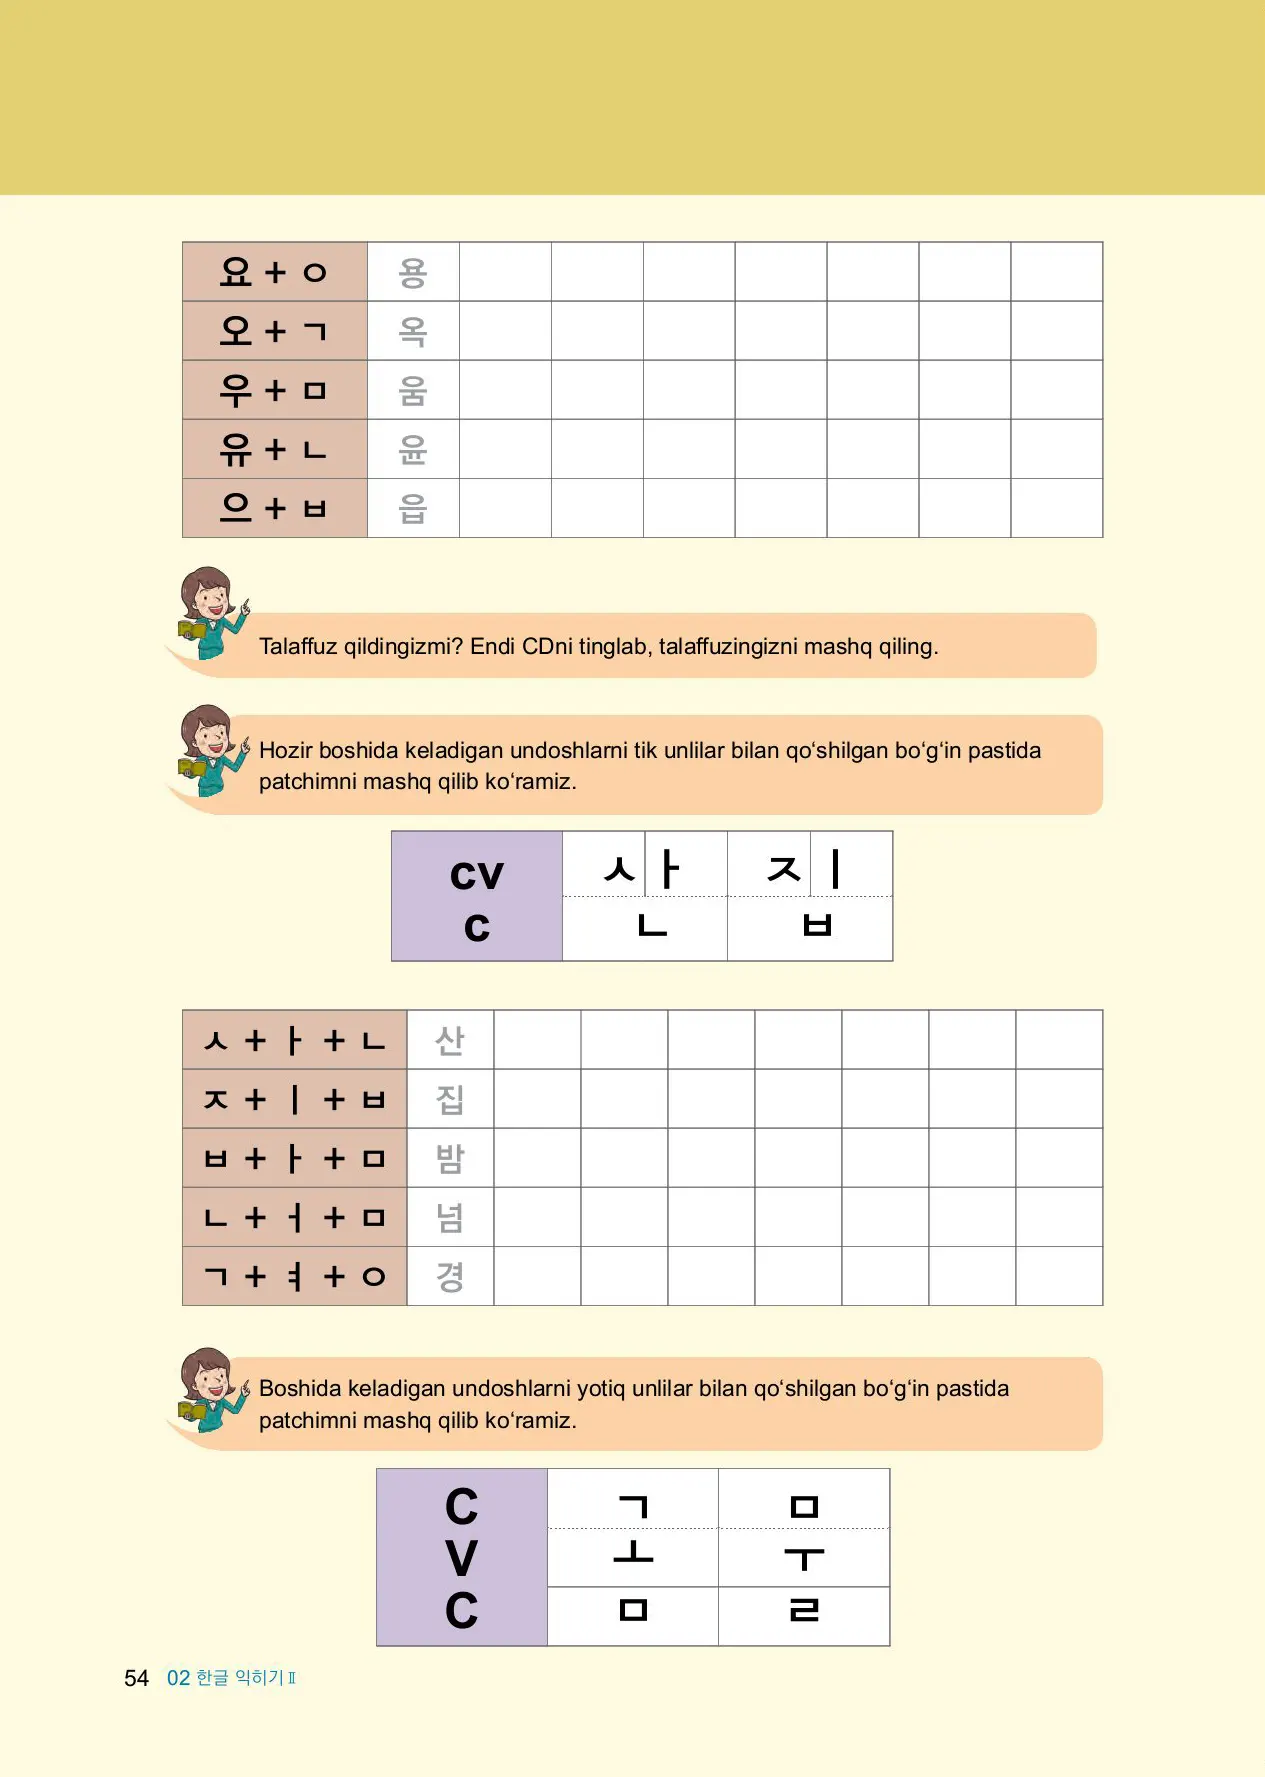 요 + ㅇ 용
오 + ㄱ 옥
우 + ㅁ 움
유 + ㄴ 윤
으 + ㅂ 읍
Talaffuz qildingizmi? Endi CDni tinglab, talaffuzingizni mashq qiling.
Hozir boshida keladigan undoshlarni tik unlilar bilan qo‘shilgan bo‘g‘in pastida
patchimni mashq qilib ko‘ramiz.
cv ㅅ ㅏ ㅈ ㅣ
c ㄴ ㅂ
ㅅ + ㅏ + ㄴ 산
ㅈ + ㅣ + ㅂ 집
ㅂ + ㅏ + ㅁ 밤
ㄴ + ㅓ + ㅁ 넘
ㄱ + ㅕ + ㅇ 경
Boshida keladigan undoshlarni yotiq unlilar bilan qo‘shilgan bo‘g‘in pastida
patchimni mashq qilib ko‘ramiz.
C ㄱ ㅁ
V ㅗ ㅜ
C ㅁ ㄹ
54 02 한글 익히기 Ⅱ